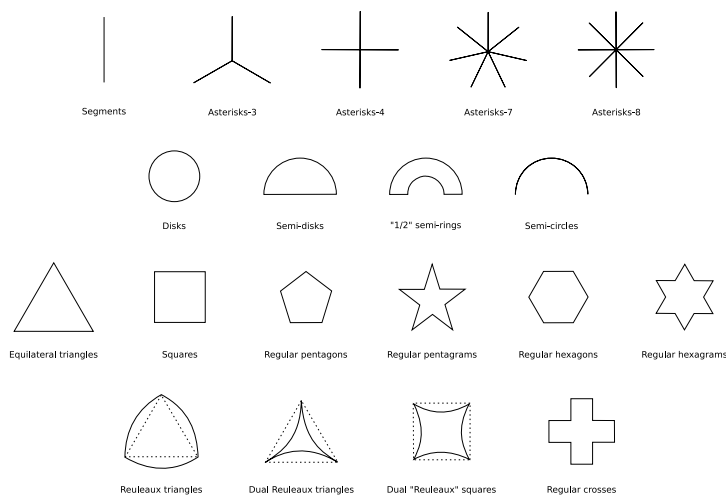 Segments
Asterisks-3
Asterisks-4
Asterisks-7
Asterisks-8
Disks
Semi-disks
"1/2" semi-rings
Semi-circles
Equilateral triangles
Squares
Regular pentagons
Regular pentagrams
Regular hexagons
Regular hexagrams
Reuleaux triangles
Dual Reuleaux triangles
Dual "Reuleaux" squares
Regular crosses